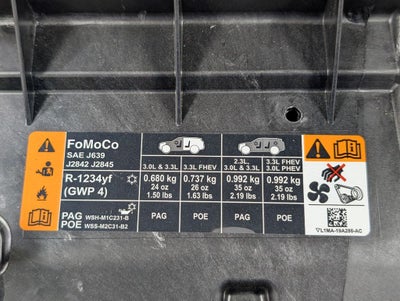 FoMoCo
SAE J639
J2842 J2845
3.0L & 3.3L
3.3L FHEV
2.3L,
3.0L & 3.3L
3.3L FHEV
3.0L PHEV
R-1234yf
(GWP 4)
0.680 kg
24 oz
1.50 lbs
0.737 kg
26 oz
1.63 lbs
0.992 kg
35 oz
2.19 lbs
0.992 kg
35 oz
2.19 lbs
PAG WSH-M1C231-B
POE WSS-M2C31-B2
PAG
POE
PAG
POE
L1MA-19A288-AC